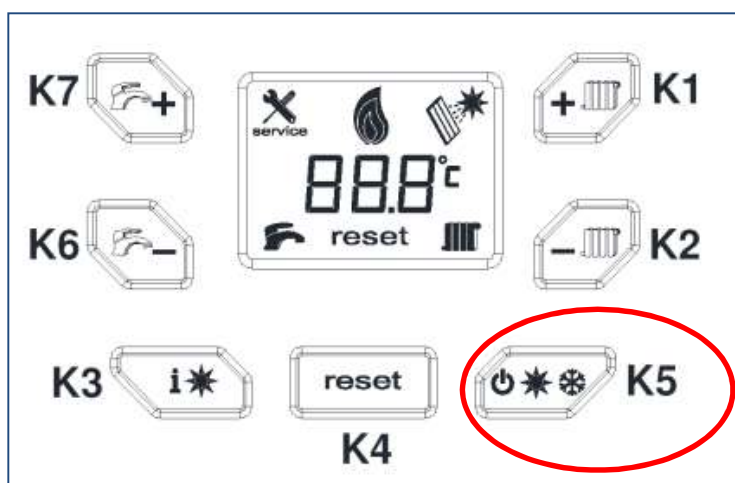 K7 + + K1
service
88.8°c
K6 - reset - K2
K3 i reset K5
K4